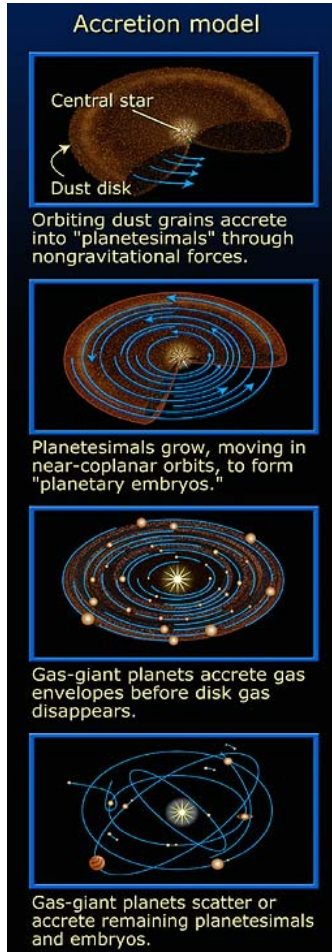 Accretion model
Central star
Dust disk
Orbiting dust grains accrete
into "planetesimals" through
nongravitational forces.
Planetesimals grow, moving in
near-coplanar orbits, to form
"planetary embryos."
Gas-giant planets accrete gas
envelopes before disk gas
disappears.
Gas-giant planets scatter or
accrete remaining planetesimals
and embryos.